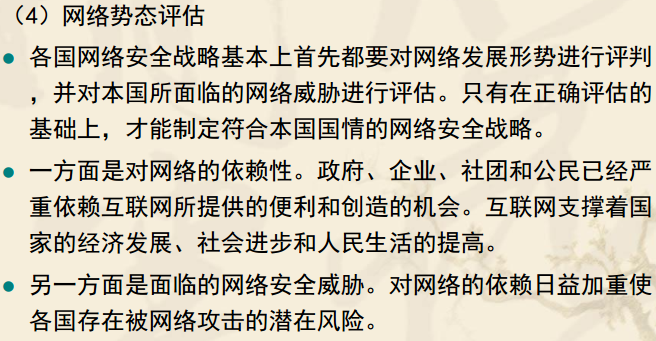 （4）网络势态评估
各国网络安全战略基本上首先都要对网络发展形势进行评判
，并对本国所面临的网络威胁进行评估。只有在正确评估的
基础上，才能制定符合本国国情的网络安全战略。
一方面是对网络的依赖性。政府、企业、社团和公民已经严
重依赖互联网所提供的便利和创造的机会。互联网支撑着国
家的经济发展、社会进步和人民生活的提高。
另一方面是面临的网络安全威胁。对网络的依赖日益加重使
各国存在被网络攻击的潜在风险。